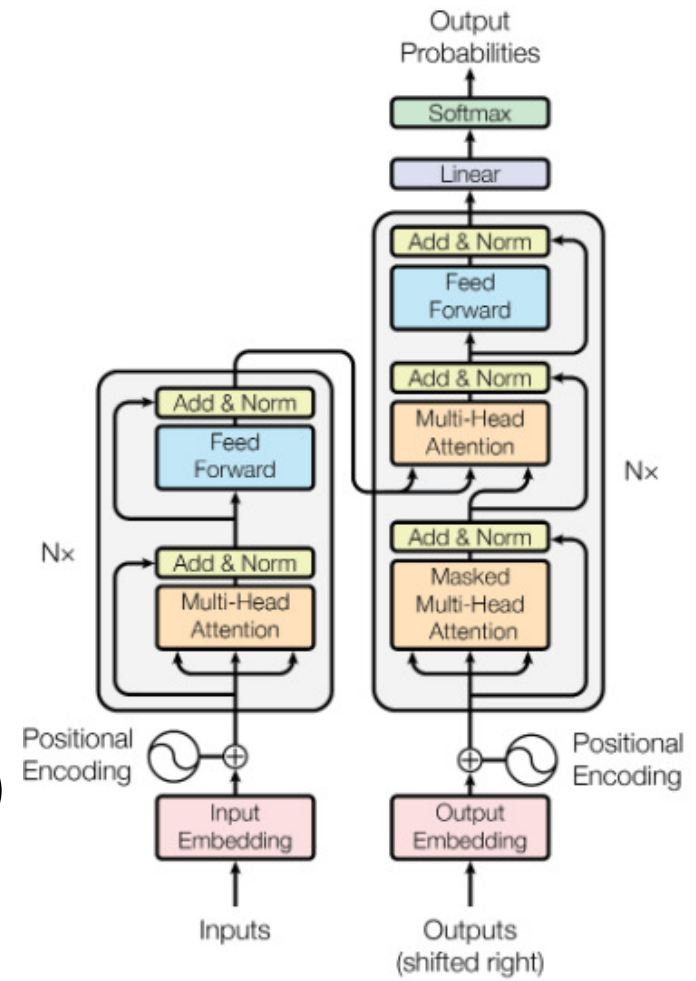 Output
Probabilities
Softmax
Linear
Add & Norm
Feed
Forward
Add & Norm
Multi-Head
Attention
Nx
Add & Norm
Masked
Multi-Head
Attention
Add & Norm
Feed
Forward
Nx
Add & Norm
Multi-Head
Attention
Positional
Encoding
Positional
Encoding
Input
Embedding
Output
Embedding
Inputs
Outputs
(shifted right)